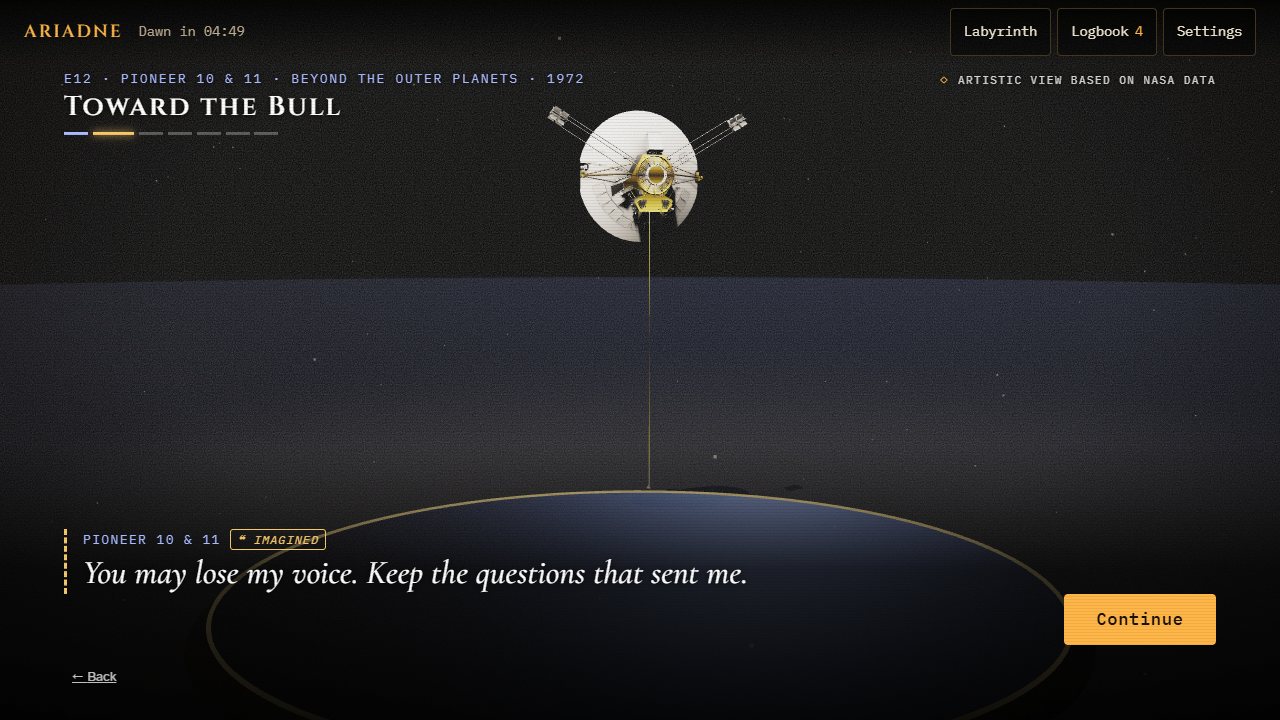 ARIADNE Dawn in 04:49 Labyrinth Logbook 4 Settings
E12 · PIONEER 10 & 11 · BEYOND THE OUTER PLANETS · 1972
◇ ARTISTIC VIEW BASED ON NASA DATA
Toward the Bull
PIONEER 10 & 11 ❝ IMAGINED
You may lose my voice. Keep the questions that sent me.
Continue
← Back